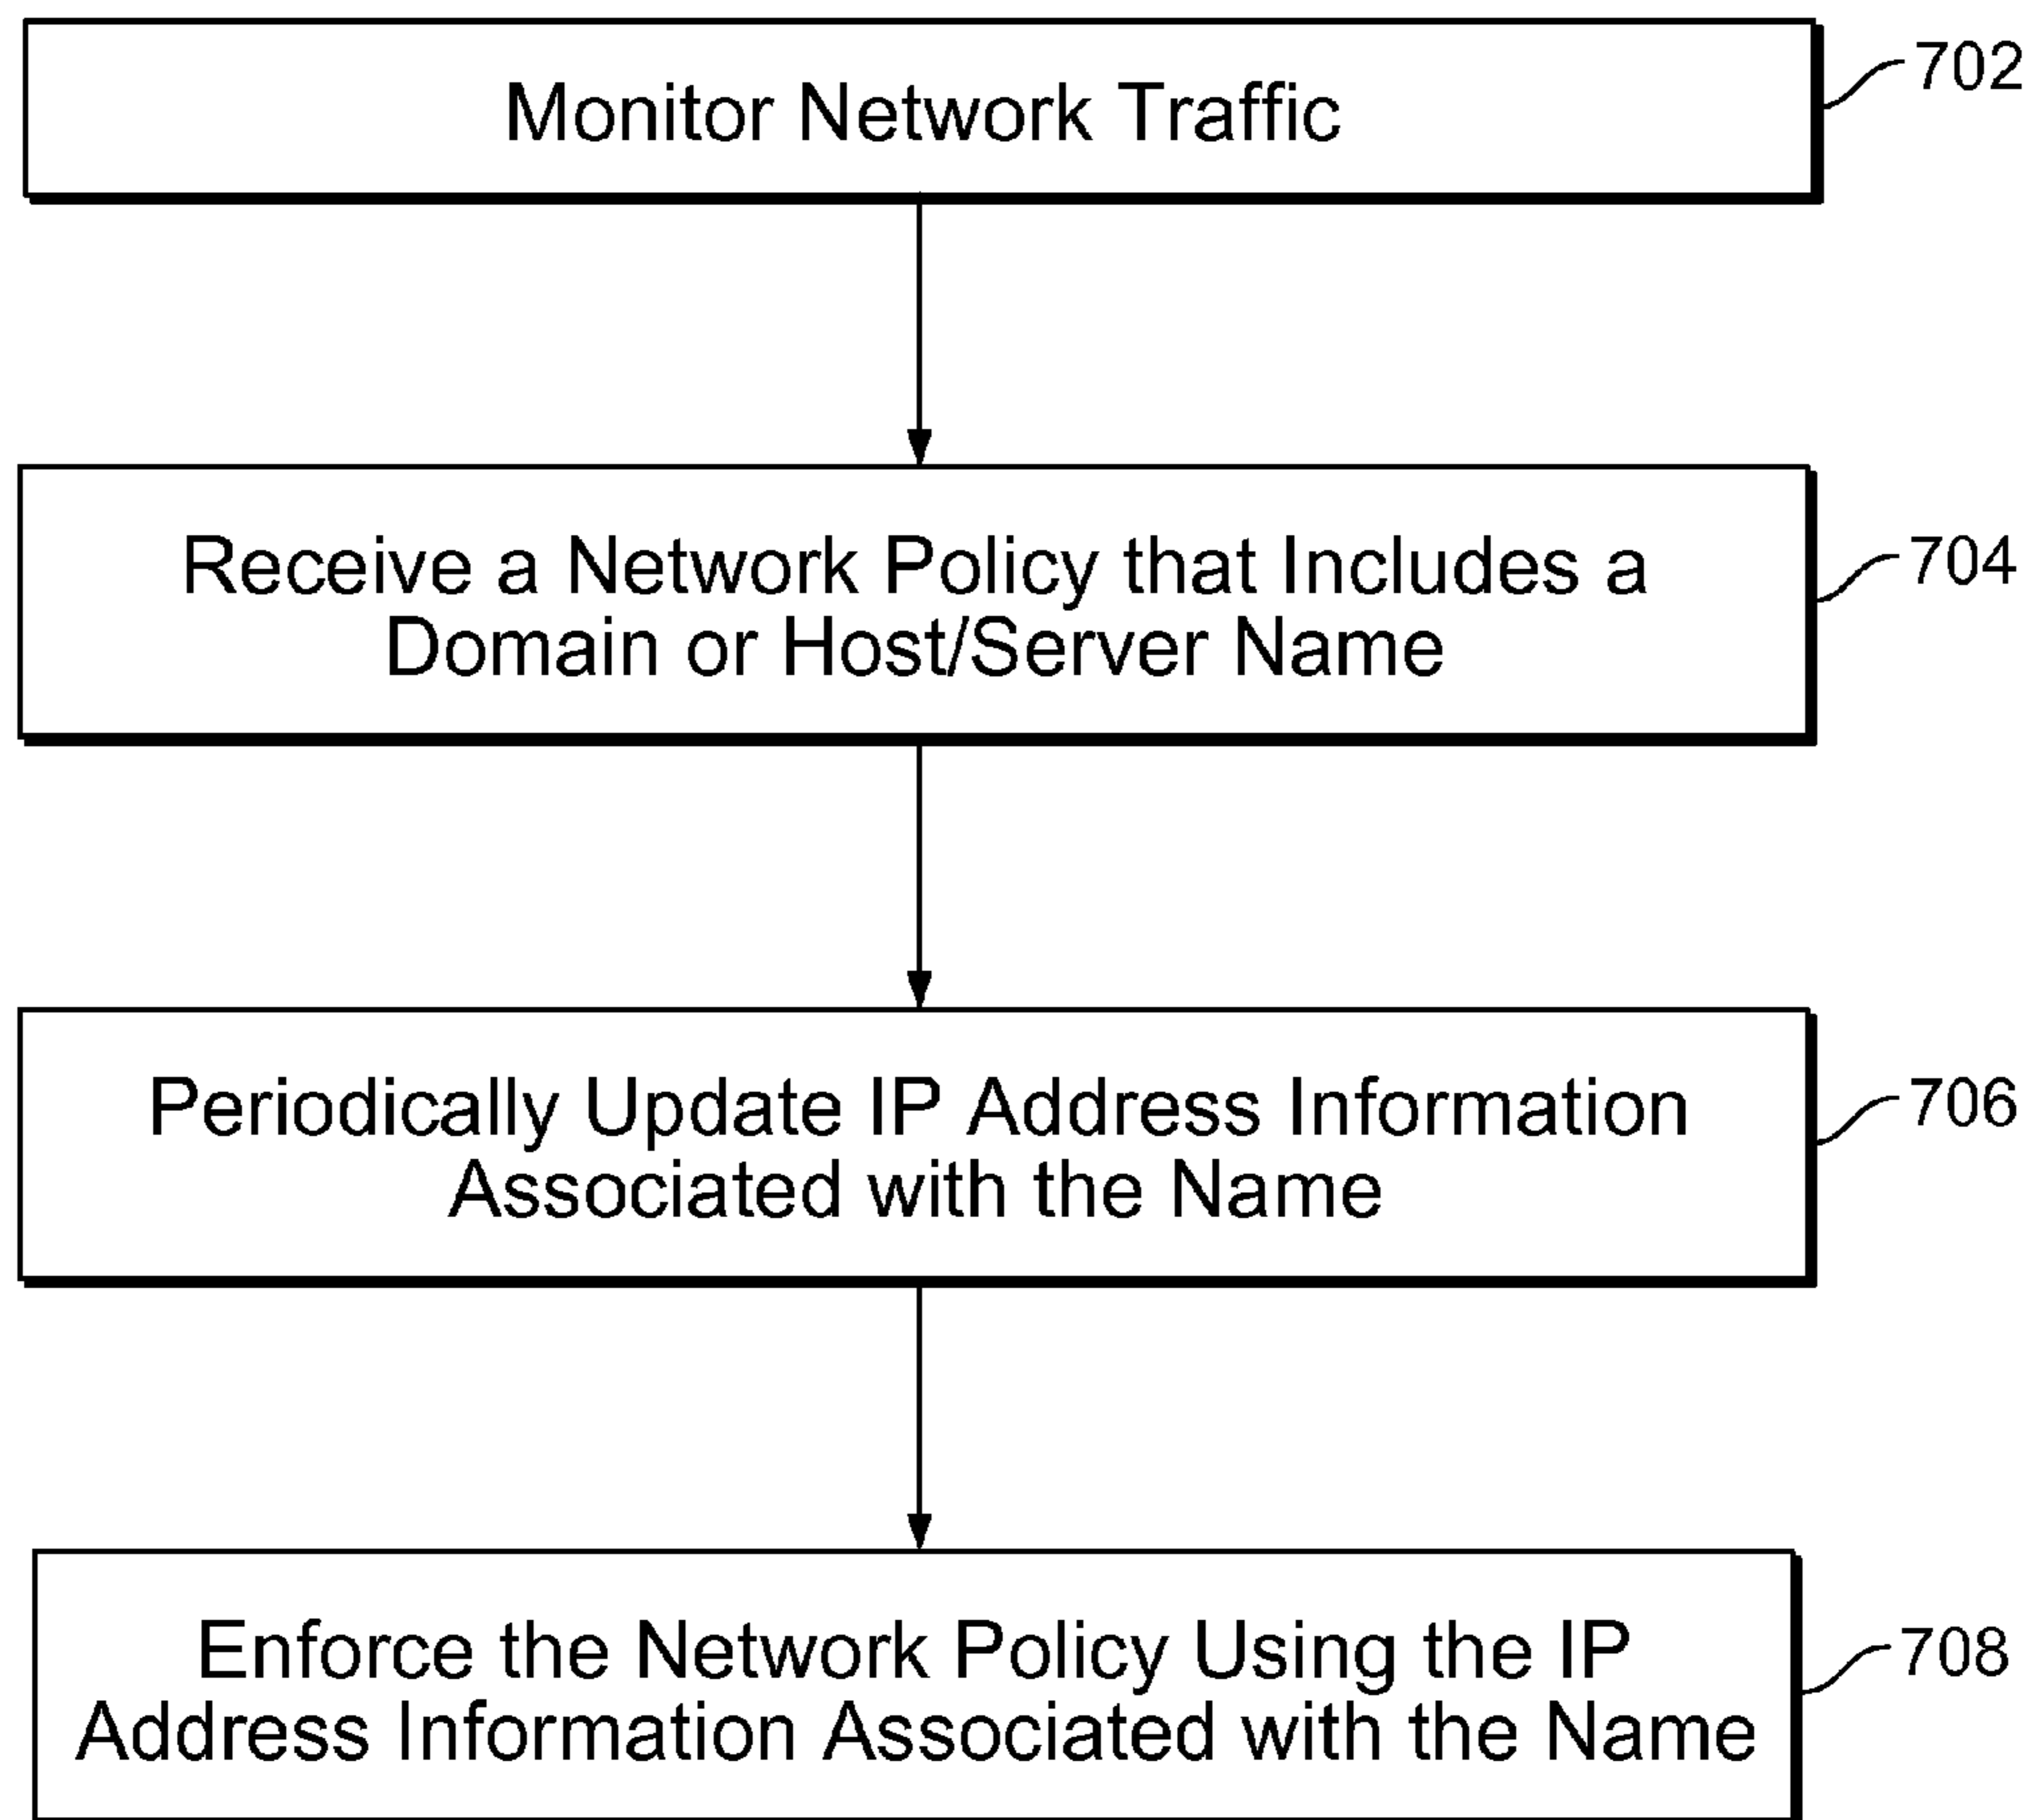 Monitor Network Traffic
702
Receive a Network Policy that Includes a
Domain or Host/Server Name
704
Periodically Update IP Address Information
Associated with the Name
706
Enforce the Network Policy Using the IP
Address Information Associated with the Name
708